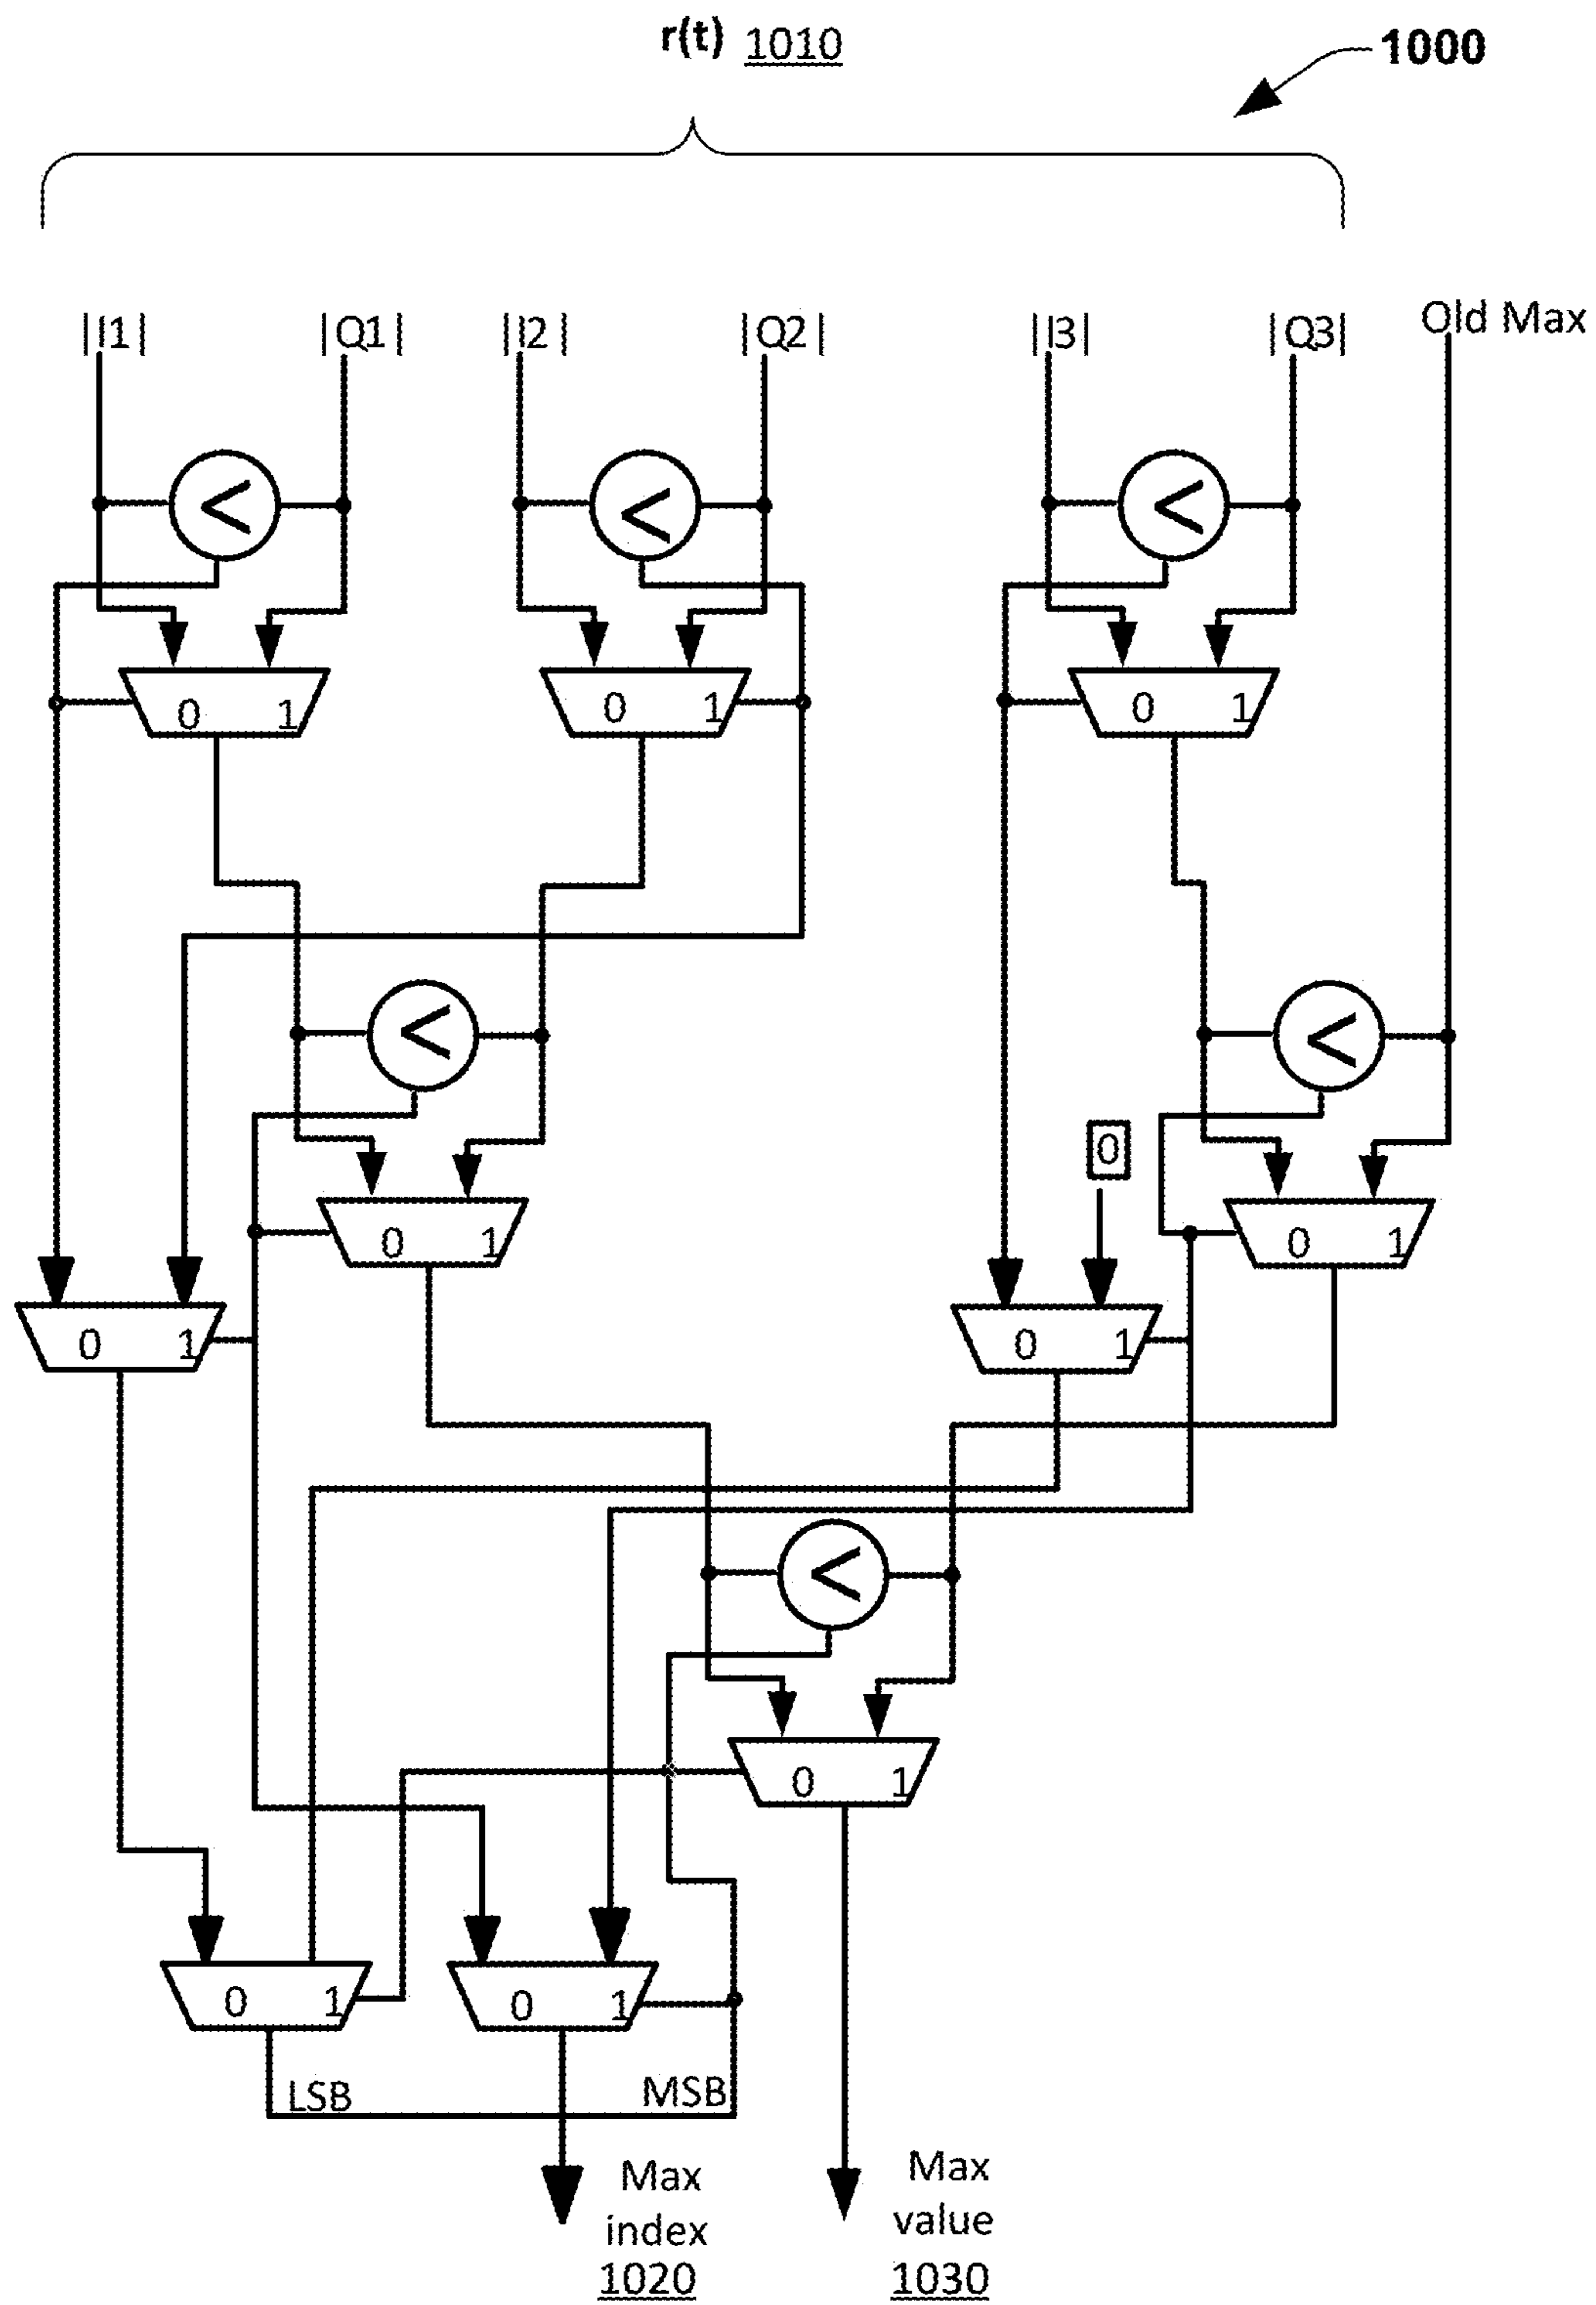 r(t) 1010
1000
|I1| |Q1| |I2 | |Q2 | |I3| |Q3| Old Max
< < <
0 1 0 1 0 1
< <
0
0 1 0 1
0 1 0 1
<
0 1
0 1 0 1
LSB MSB
Max index 1020
Max value 1030